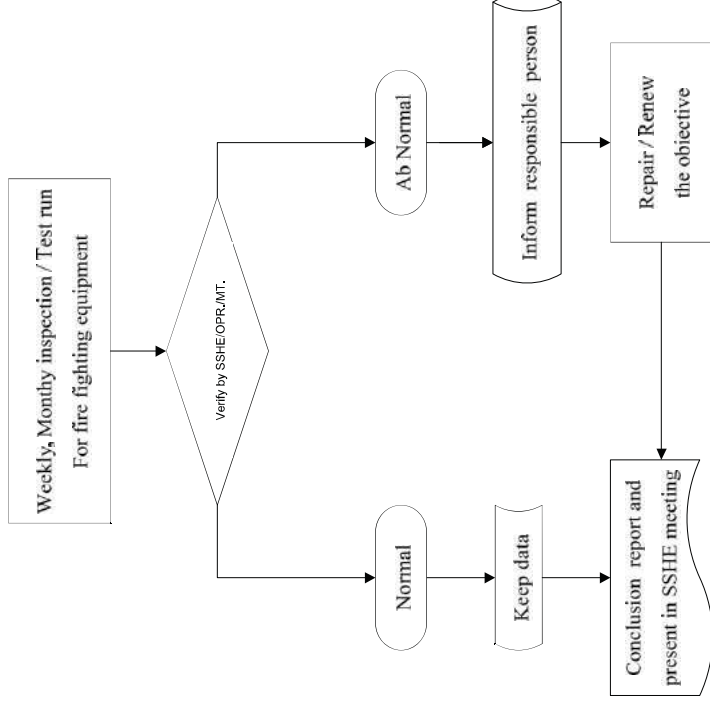 Weekly, Monthy inspection / Test run
For fire fighting equipment
Verify by SSHE/OPR./MT.
Normal
Ab Normal
Keep data
Inform responsible person
Conclusion report and
present in SSHE meeting
Repair / Renew
the obiective